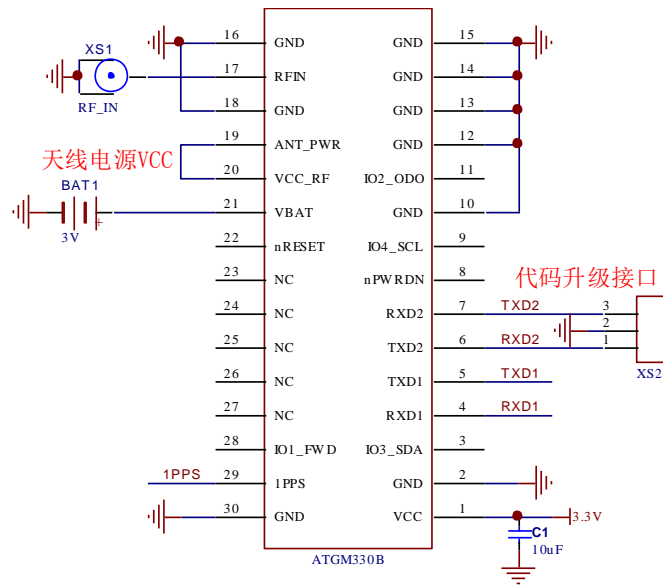 16 GND GND 15
XS1
17 RFIN GND 14
RF_IN
18 GND GND 13
19 ANT_PWR GND 12
天线电源VCC
20 VCC_RF IO2_ODO 11
BAT1
21 VBAT GND 10
+
3V
22 nRESET IO4_SCL 9
23 NC nPWRDN 8
代码升级接口
24 NC RXD2 7 TXD2 3
2
25 NC TXD2 6 RXD2 1
XS2
26 NC TXD1 5 TXD1
27 NC RXD1 4 RXD1
28 IO1_FWD IO3_SDA 3
1PPS 29 1PPS GND 2
30 GND VCC 1 3.3V
C1
10uF
ATGM330B